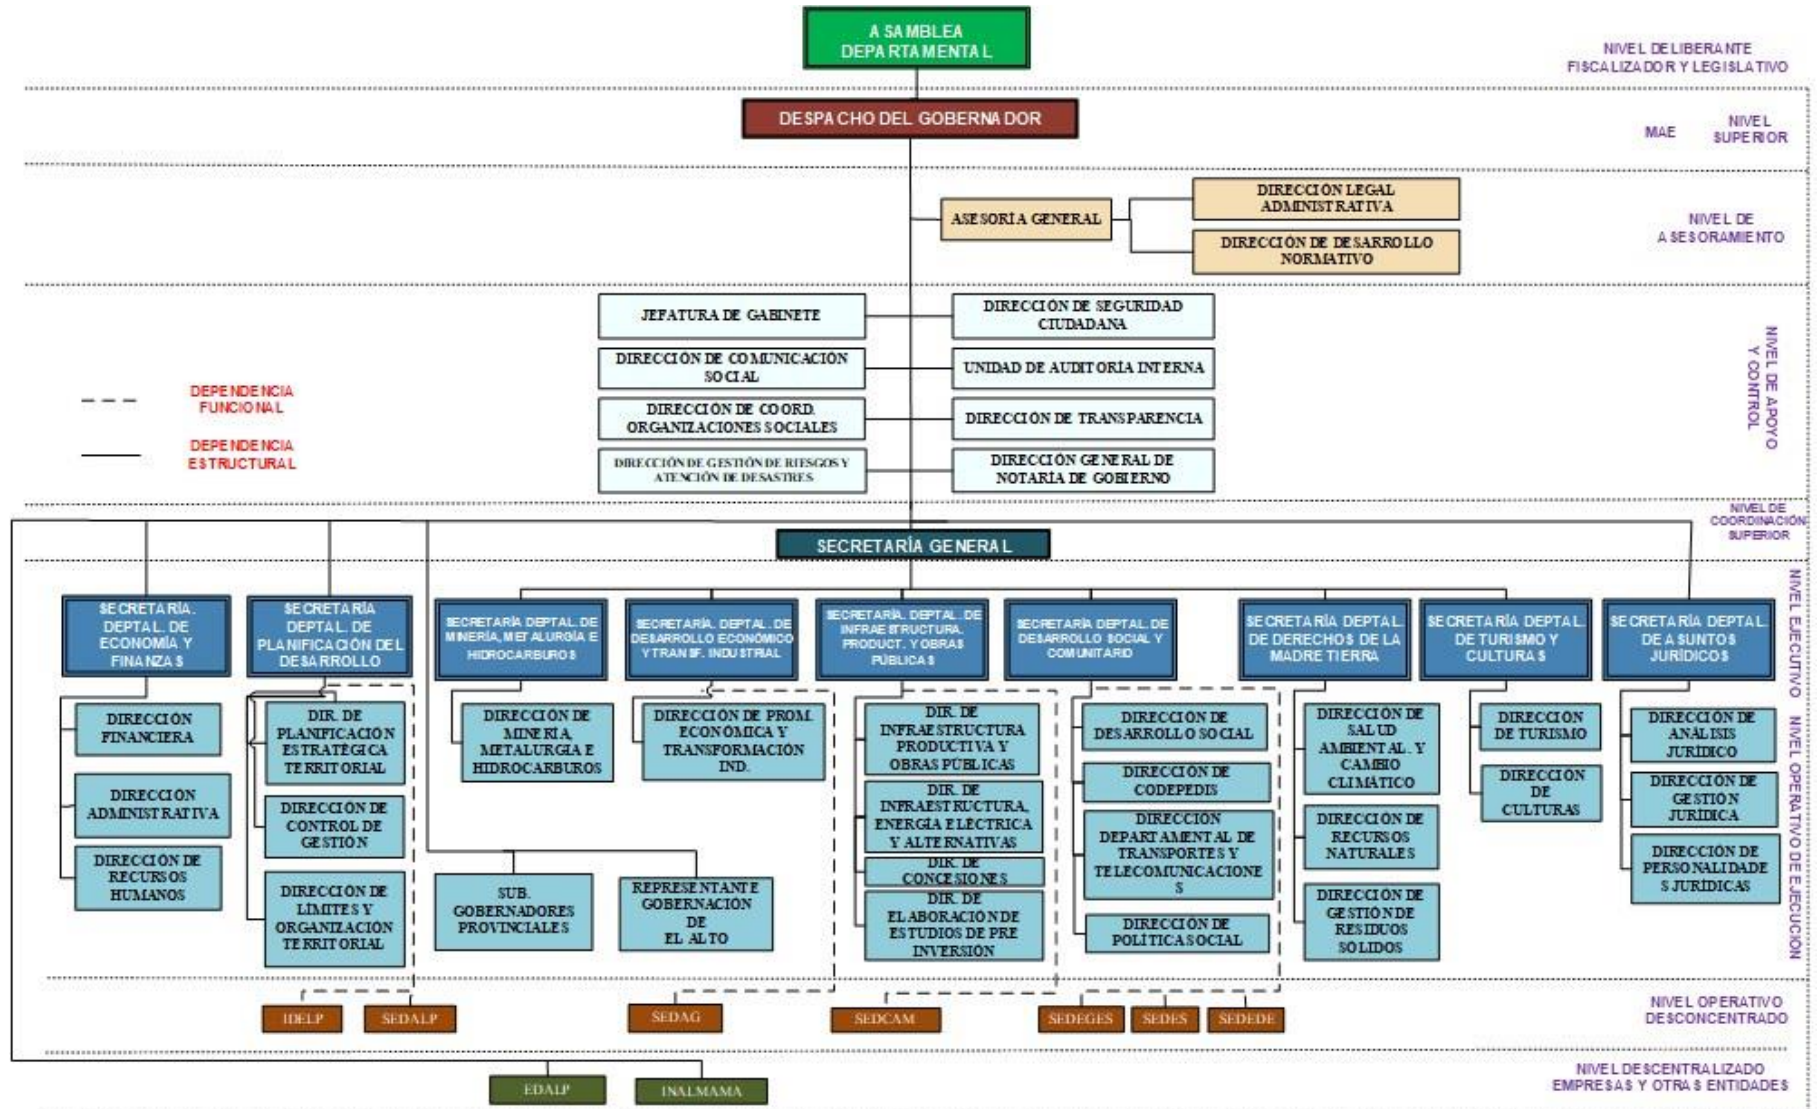 ASAMBLEA
DEPARTAMENTAL
NIVEL DELIBERANTE
FISCALIZADOR Y LEGISLATIVO
DESPACHO DEL GOBERNADOR
MAE
NIVEL
SUPERIOR
ASESORÍA GENERAL
DIRECCIÓN LEGAL
ADMINISTRATIVA
DIRECCIÓN DE DESARROLLO
NORMATIVO
NIVEL DE
ASESORAMIENTO
JEFATURA DE GABINETE
DIRECCIÓN DE SEGURIDAD
CIUDADANA
DIRECCIÓN DE COMUNICACIÓN
SOCIAL
UNIDAD DE AUDITORÍA INTERNA
DIRECCIÓN DE COORD.
ORGANIZACIONES SOCIALES
DIRECCIÓN DE TRANSPARENCIA
DIRECCIÓN DE GESTIÓN DE RIESGOS Y
ATENCIÓN DE DESASTRES
DIRECCIÓN GENERAL DE
NOTARÍA DE GOBIERNO
NIVEL DE APOYO
Y CONTROL
DEPENDENCIA
FUNCIONAL
DEPENDENCIA
ESTRUCTURAL
NIVEL DE
COORDINACIÓN
SUPERIOR
SECRETARÍA GENERAL
SECRETARÍA.
DEPTAL. DE
ECONOMÍA Y
FINANZAS
SECRETARÍA
DEPTAL. DE
PLANIFICACIÓN DEL
DESARROLLO
SECRETARÍA DEPTAL. DE
MINERÍA, METALURGÍA E
HIDROCARBUROS
SECRETARÍA. DEPTAL. DE
DESARROLLO ECONÓMICO
Y TRANSF. INDUSTRIAL
SECRETARÍA. DEPTAL. DE
INFRAESTRUCTURA.
PRODUCT. Y OBRAS
PÚBLICAS
SECRETARÍA DEPTAL. DE
DESARROLLO SOCIAL Y
COMUNITARIO
SECRETARÍA DEPTAL.
DE DERECHOS DE LA
MADRE TIERRA
SECRETARÍA DEPTAL.
DE TURISMO Y
CULTURAS
SECRETARÍA DEPTAL.
DE ASUNTOS
JURÍDICOS
NIVEL EJECUTIVO NIVEL OPERATIVO DE EJECUCIÓN
DIRECCIÓN
FINANCIERA
DIRECCIÓN
ADMINISTRATIVA
DIRECCIÓN DE
RECURSOS
HUMANOS
DIR. DE
PLANIFICACIÓN
ESTRATÉGICA
TERRITORIAL
DIRECCIÓN DE
CONTROL DE
GESTIÓN
DIRECCIÓN DE
LÍMITES Y
ORGANIZACIÓN
TERRITORIAL
DIRECCIÓN DE
MINERÍA,
METALURGIA E
HIDROCARBUROS
SUB.
GOBERNADORES
PROVINCIALES
DIRECCIÓN DE PROM.
ECONÓMICA Y
TRANSFORMACIÓN
IND.
REPRESENTANTE
GOBERNACIÓN
DE
EL ALTO
DIR. DE
INFRAESTRUCTURA
PRODUCTIVA Y
OBRAS PÚBLICAS
DIR. DE
INFRAESTRUCTURA,
ENERGÍA ELÉCTRICA
Y ALTERNATIVAS
DIR. DE
CONCESIONES
DIR. DE
ELABORACIÓN DE
ESTUDIOS DE PRE
INVERSIÓN
DIRECCIÓN DE
DESARROLLO SOCIAL
DIRECCIÓN DE
CODEPEDIS
DIRECCIÓN
DEPARTAMENTAL DE
TRANSPORTES Y
TELECOMUNICACIONE
S
DIRECCIÓN DE
POLÍTICA SOCIAL
DIRECCIÓN DE
SALUD
AMBIENTAL. Y
CAMBIO
CLIMÁTICO
DIRECCIÓN DE
RECURSOS
NATURALES
DIRECCIÓN DE
GESTIÓN DE
RESIDUOS
SÓLIDOS
DIRECCIÓN
DE TURISMO
DIRECCIÓN
DE
CULTURAS
DIRECCIÓN DE
ANÁLISIS
JURÍDICO
DIRECCIÓN DE
GESTIÓN
JURÍDICA
DIRECCIÓN DE
PERSONALIDADE
S JURÍDICAS
IDELP
SEDALP
SEDAG
SEDCAM
SEDEGES
SEDES
SEDEDE
NIVEL OPERATIVO
DESCONCENTRADO
EDALP
INALMAMA
NIVEL DESCENTRALIZADO
EMPRESAS Y OTRAS ENTIDADES